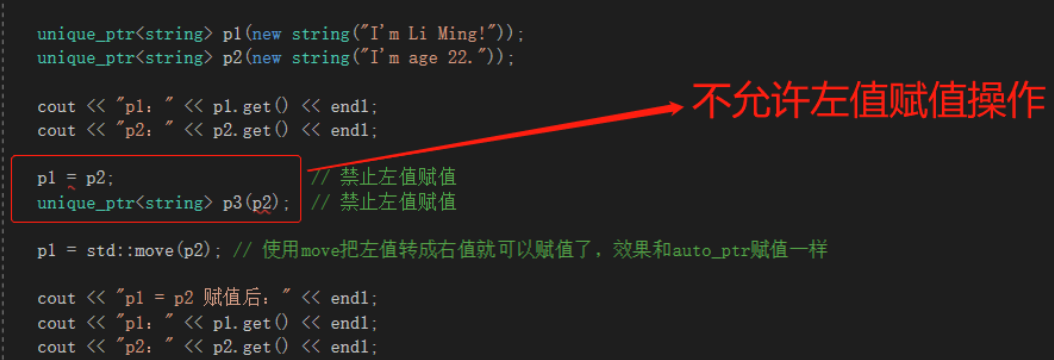 unique_ptr<string> p1(new string("I'm Li Ming!"));
unique_ptr<string> p2(new string("I'm age 22."));
cout << "p1：" << p1.get() << endl;
cout << "p2：" << p2.get() << endl;
不允许左值赋值操作
p1 = p2; // 禁止左值赋值
unique_ptr<string> p3(p2); // 禁止左值赋值
p1 = std::move(p2); // 使用move把左值转成右值就可以赋值了，效果和auto_ptr赋值一样
cout << "p1 = p2 赋值后：" << endl;
cout << "p1：" << p1.get() << endl;
cout << "p2：" << p2.get() << endl;